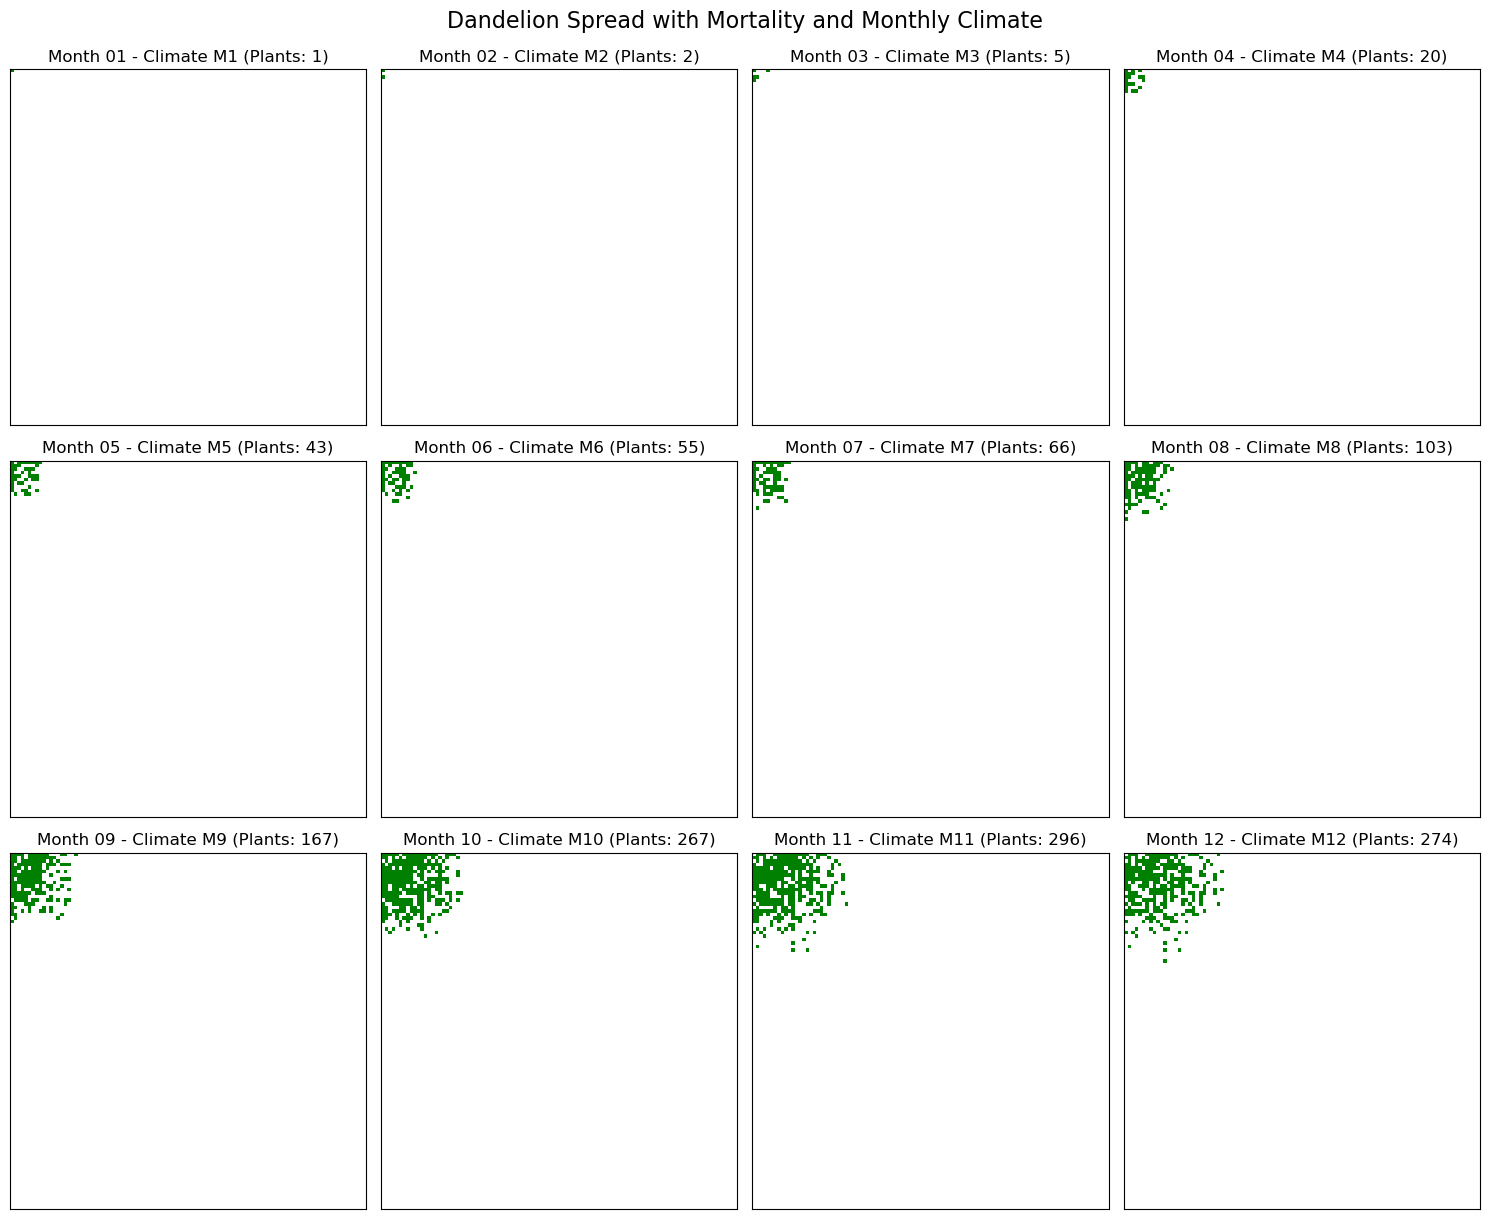 Dandelion Spread with Mortality and Monthly Climate
Month 01 - Climate M1 (Plants: 1)
Month 02 - Climate M2 (Plants: 2)
Month 03 - Climate M3 (Plants: 5)
Month 04 - Climate M4 (Plants: 20)
Month 05 - Climate M5 (Plants: 43)
Month 06 - Climate M6 (Plants: 55)
Month 07 - Climate M7 (Plants: 66)
Month 08 - Climate M8 (Plants: 103)
Month 09 - Climate M9 (Plants: 167)
Month 10 - Climate M10 (Plants: 267)
Month 11 - Climate M11 (Plants: 296)
Month 12 - Climate M12 (Plants: 274)